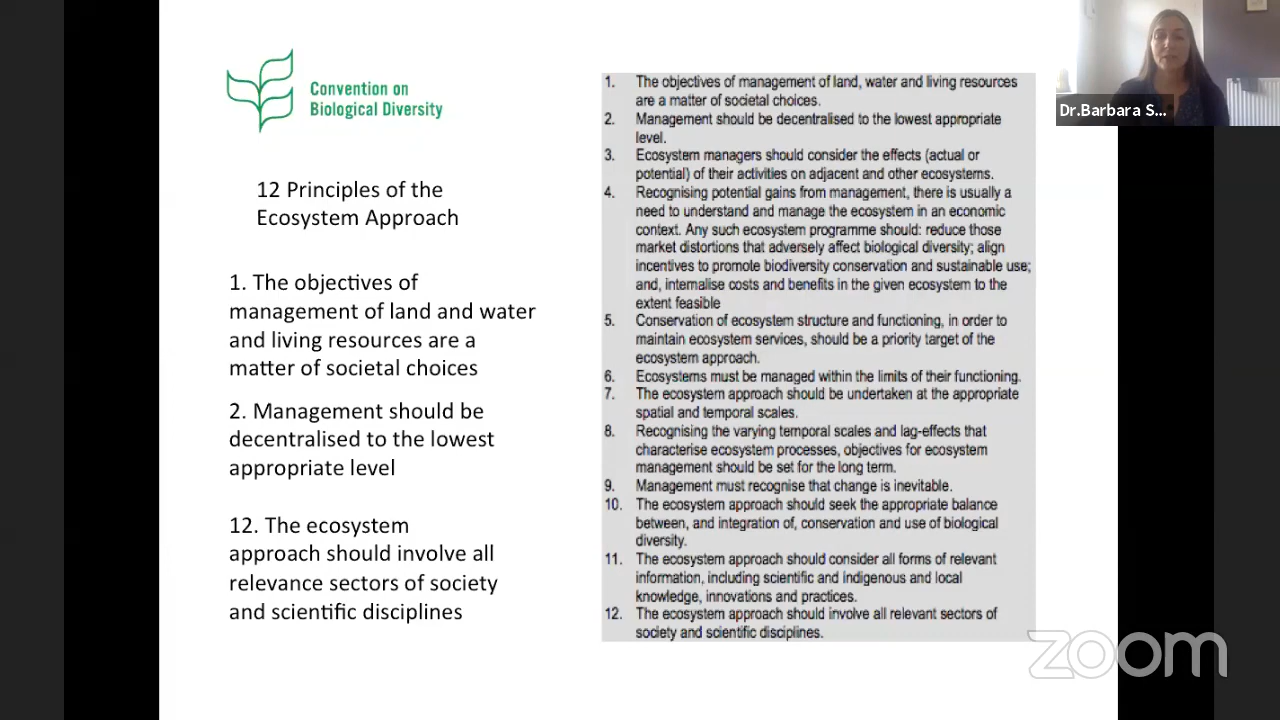 Convention on
Biological Diversity
12 Principles of the
Ecosystem Approach
1. The objectives of
management of land and water
and living resources are a
matter of societal choices
2. Management should be
decentralised to the lowest
appropriate level
12. The ecosystem
approach should involve all
relevance sectors of society
and scientific disciplines
1. The objectives of management of land, water and living resources
are a matter of societal choices.
2. Management should be decentralised to the lowest appropriate
level.
3. Ecosystem managers should consider the effects (actual or
potential) of their activities on adjacent and other ecosystems.
4. Recognising potential gains from management, there is usually a
need to understand and manage the ecosystem in an economic
context. Any such ecosystem programme should: reduce those
market distortions that adversely affect biological diversity; align
incentives to promote biodiversity conservation and sustainable use;
and, internalise costs and benefits in the given ecosystem to the
extent feasible
5. Conservation of ecosystem structure and functioning, in order to
maintain ecosystem services, should be a priority target of the
ecosystem approach.
6. Ecosystems must be managed within the limits of their functioning.
7. The ecosystem approach should be undertaken at the appropriate
spatial and temporal scales.
8. Recognising the varying temporal scales and lag-effects that
characterise ecosystem processes, objectives for ecosystem
management should be set for the long term.
9. Management must recognise that change is inevitable.
10. The ecosystem approach should seek the appropriate balance
between, and integration of, conservation and use of biological
diversity.
11. The ecosystem approach should consider all forms of relevant
information, including scientific and indigenous and local
knowledge, innovations and practices.
12. The ecosystem approach should involve all relevant sectors of
society and scientific disciplines.
Dr.Barbara S...
zoom